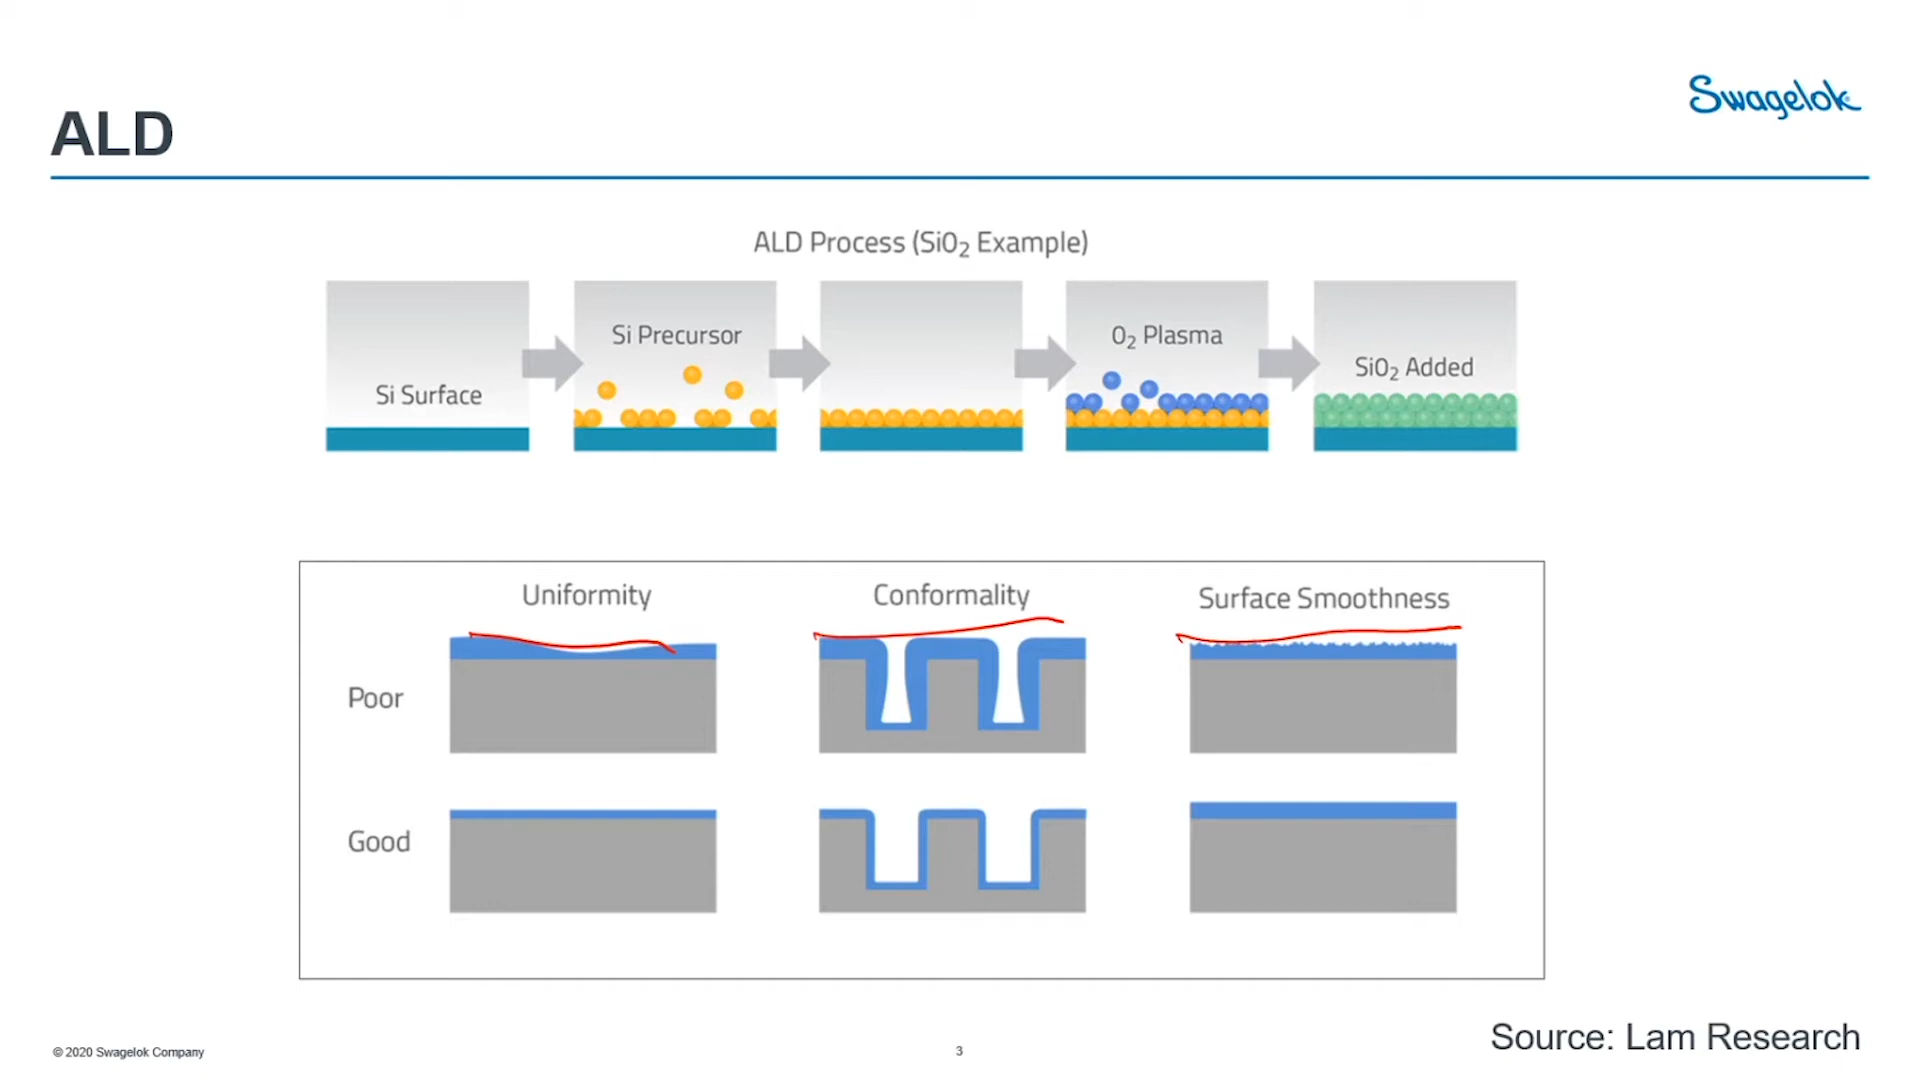 Swagelok
ALD
ALD Process (SiO₂ Example)
Si Surface
Si Precursor
O₂ Plasma
SiO₂ Added
Uniformity
Conformality
Surface Smoothness
Poor
Good
Source: Lam Research
© 2020 Swagelok Company
3